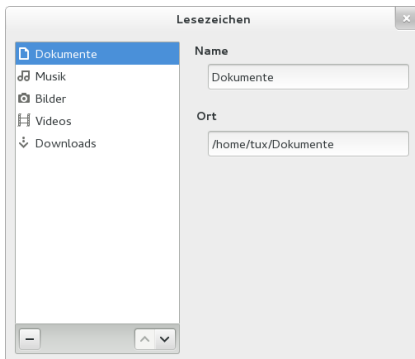 Lesezeichen
Dokumente
Musik
Bilder
Videos
Downloads
Name
Dokumente
Ort
/home/tux/Dokumente